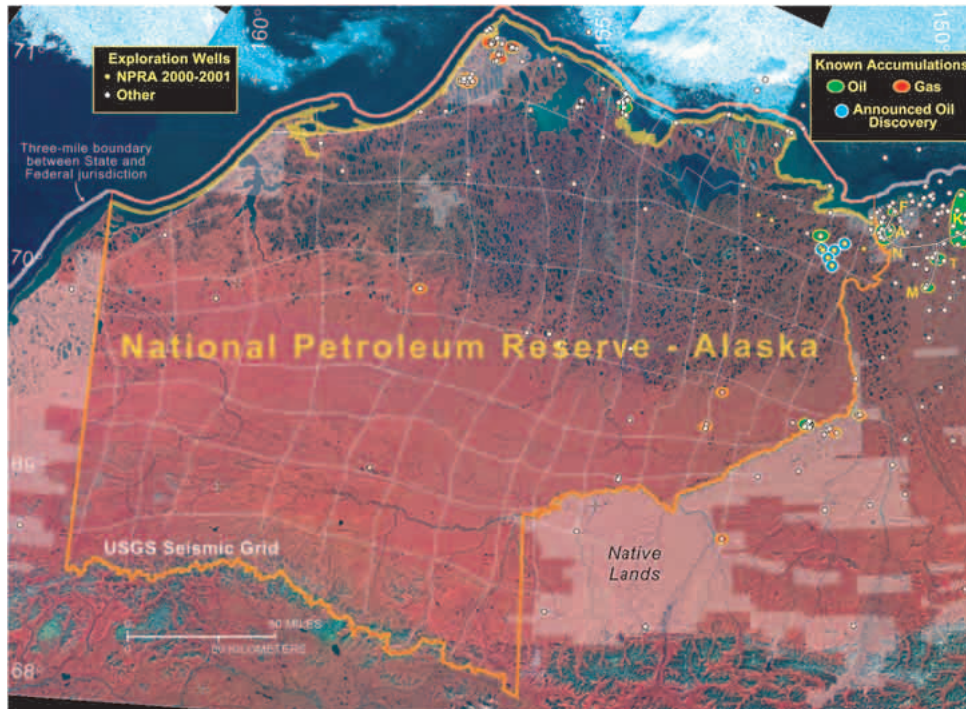 160°
155°
150°
71°
Exploration Wells
NPRA 2000-2001
Other
Known Accumulations
Oil
Gas
Announced Oil
Discovery
Three-mile boundary
between State and
Federal jurisdiction
F
A
K
N
T
M
70°
National Petroleum Reserve - Alaska
USGS Seismic Grid
Native
Lands
0
50 MILES
0
50 KILOMETERS
68